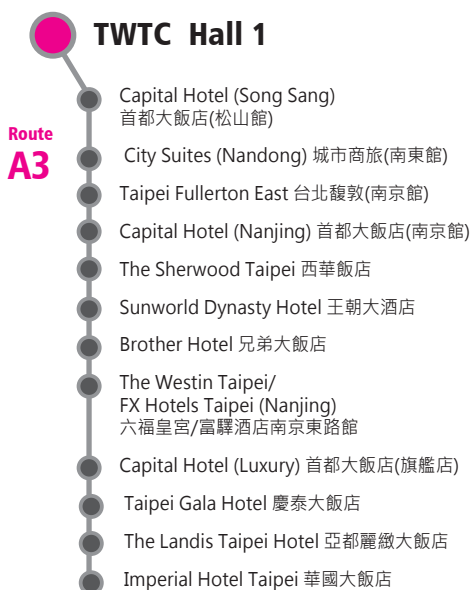 TWTC Hall 1
Capital Hotel (Song Sang)
首都大飯店(松山館)
Route
A3
City Suites (Nandong) 城市商旅(南東館)
Taipei Fullerton East 台北馥敦(南京館)
Capital Hotel (Nanjing) 首都大飯店(南京館)
The Sherwood Taipei 西華飯店
Sunworld Dynasty Hotel 王朝大酒店
Brother Hotel 兄弟大飯店
The Westin Taipei/
FX Hotels Taipei (Nanjing)
六福皇宮/富驛酒店南京東路館
Capital Hotel (Luxury) 首都大飯店(旗艦店)
Taipei Gala Hotel 慶泰大飯店
The Landis Taipei Hotel 亞都麗緻大飯店
Imperial Hotel Taipei 華國大飯店